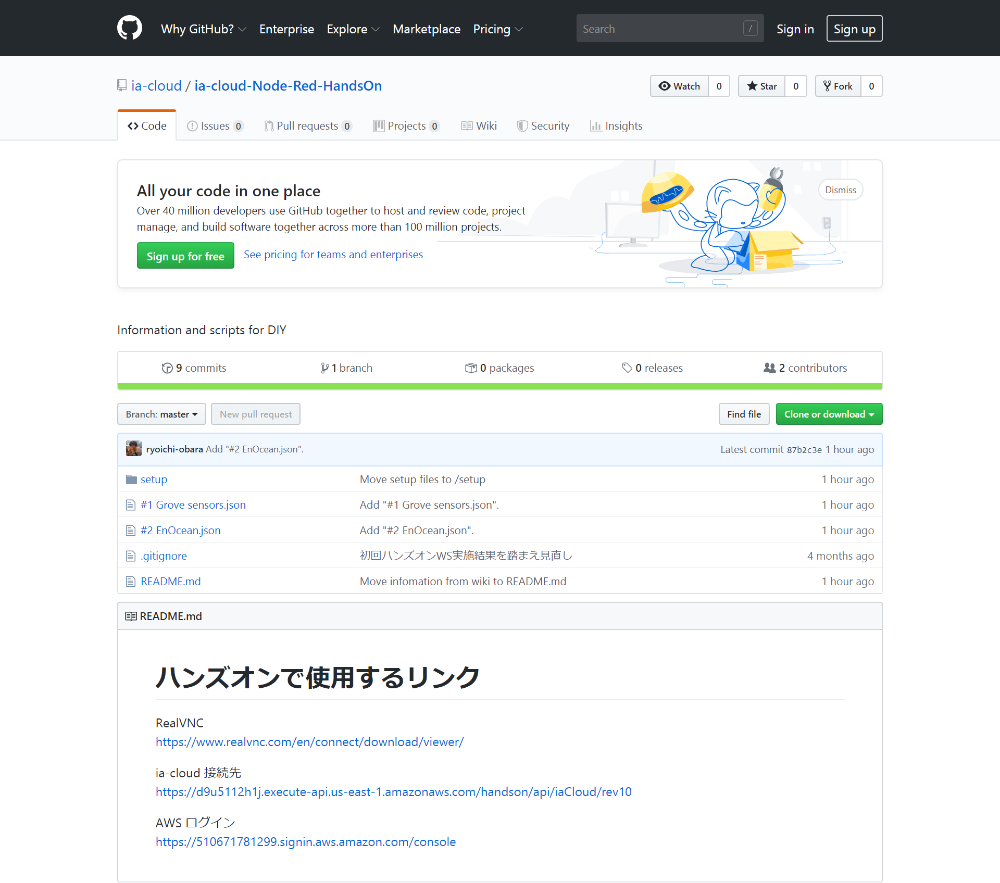 Why GitHub? Enterprise Explore Marketplace Pricing Search / Sign in Sign up
ia-cloud / ia-cloud-Node-Red-HandsOn Watch 0 Star 0 Fork 0
Code Issues 0 Pull requests 0 Projects 0 Wiki Security Insights
All your code in one place
Dismiss
Over 40 million developers use GitHub together to host and review code, project
manage, and build software together across more than 100 million projects.
Sign up for free See pricing for teams and enterprises
Information and scripts for DIY
9 commits 1 branch 0 packages 0 releases 2 contributors
Branch: master New pull request Find file Clone or download
ryoichi-obara Add "#2 EnOcean.json". Latest commit 87b2c3e 1 hour ago
setup Move setup files to /setup 1 hour ago
#1 Grove sensors.json Add "#1 Grove sensors.json". 1 hour ago
#2 EnOcean.json Add "#2 EnOcean.json". 1 hour ago
.gitignore 初回ハンズオンWS実施結果を踏まえ見直し 4 months ago
README.md Move infomation from wiki to README.md 1 hour ago
README.md
ハンズオンで使用するリンク
RealVNC
https://www.realvnc.com/en/connect/download/viewer/
ia-cloud 接続先
https://d9u5112h1j.execute-api.us-east-1.amazonaws.com/handson/api/iaCloud/rev10
AWS ログイン
https://510671781299.signin.aws.amazon.com/console